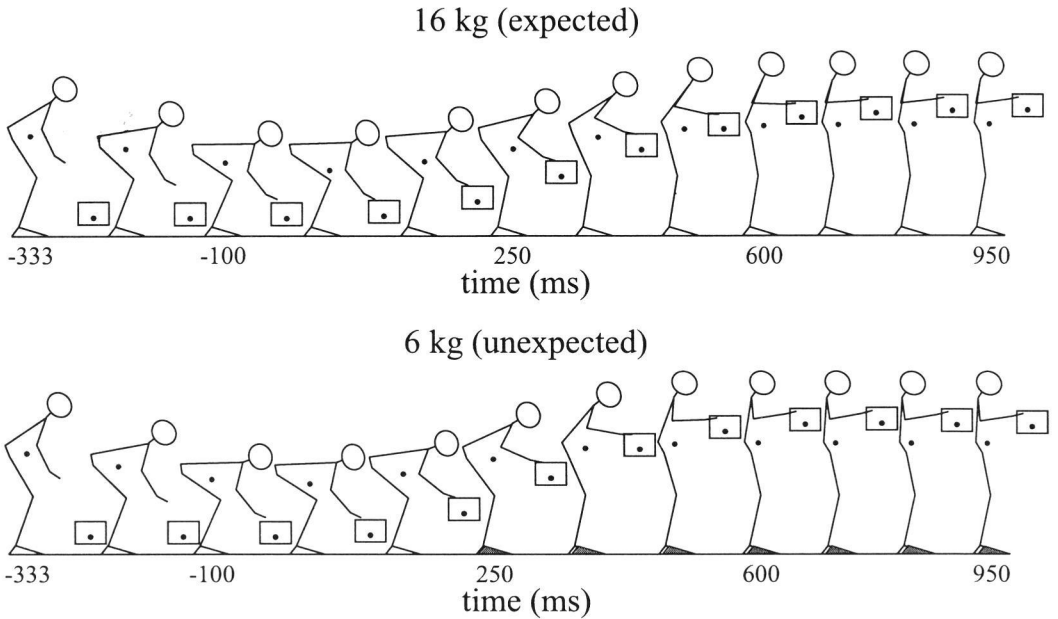 16 kg (expected)
-333 -100 250 600 950
time (ms)
6 kg (unexpected)
-333 -100 250 600 950
time (ms)